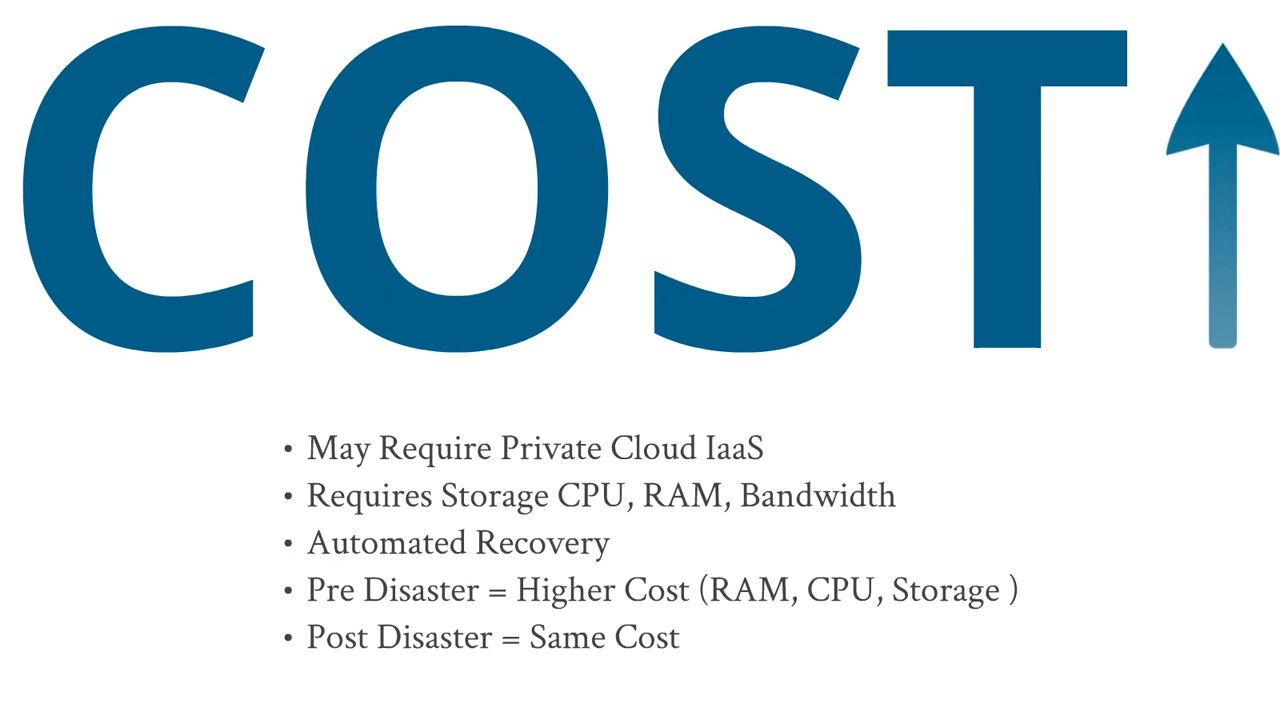 COST
• May Require Private Cloud IaaS
• Requires Storage CPU, RAM, Bandwidth
• Automated Recovery
• Pre Disaster = Higher Cost (RAM, CPU, Storage )
• Post Disaster = Same Cost